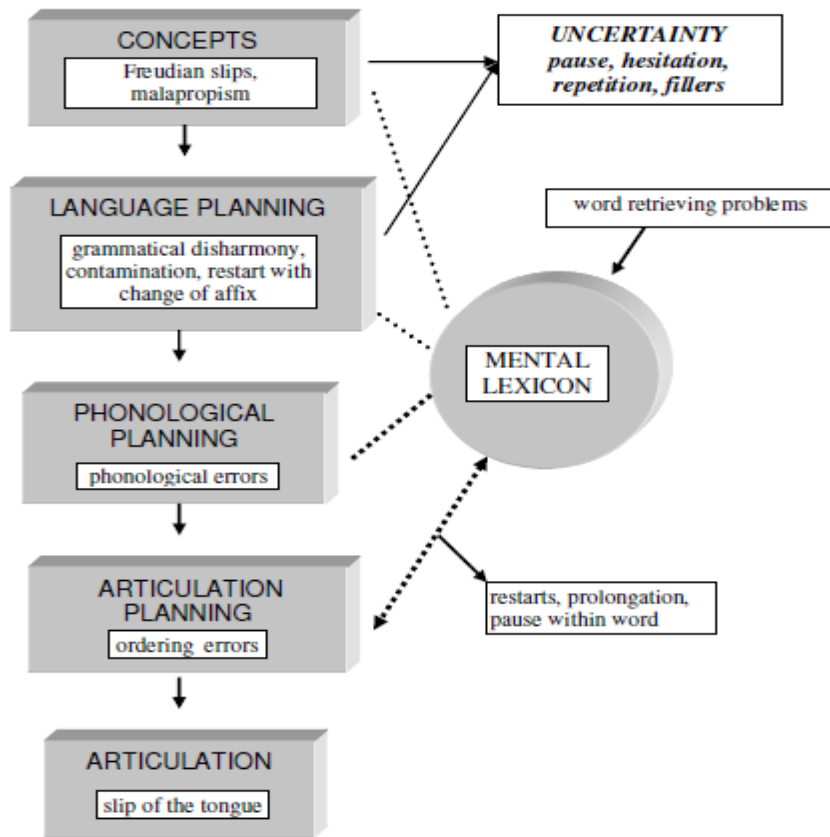 CONCEPTS
Freudian slips,
malapropism
UNCERTAINTY
pause, hesitation,
repetition, fillers
LANGUAGE PLANNING
grammatical disharmony,
contamination, restart with
change of affix
word retrieving problems
MENTAL
LEXICON
PHONOLOGICAL
PLANNING
phonological errors
ARTICULATION
PLANNING
ordering errors
restarts, prolongation,
pause within word
ARTICULATION
slip of the tongue